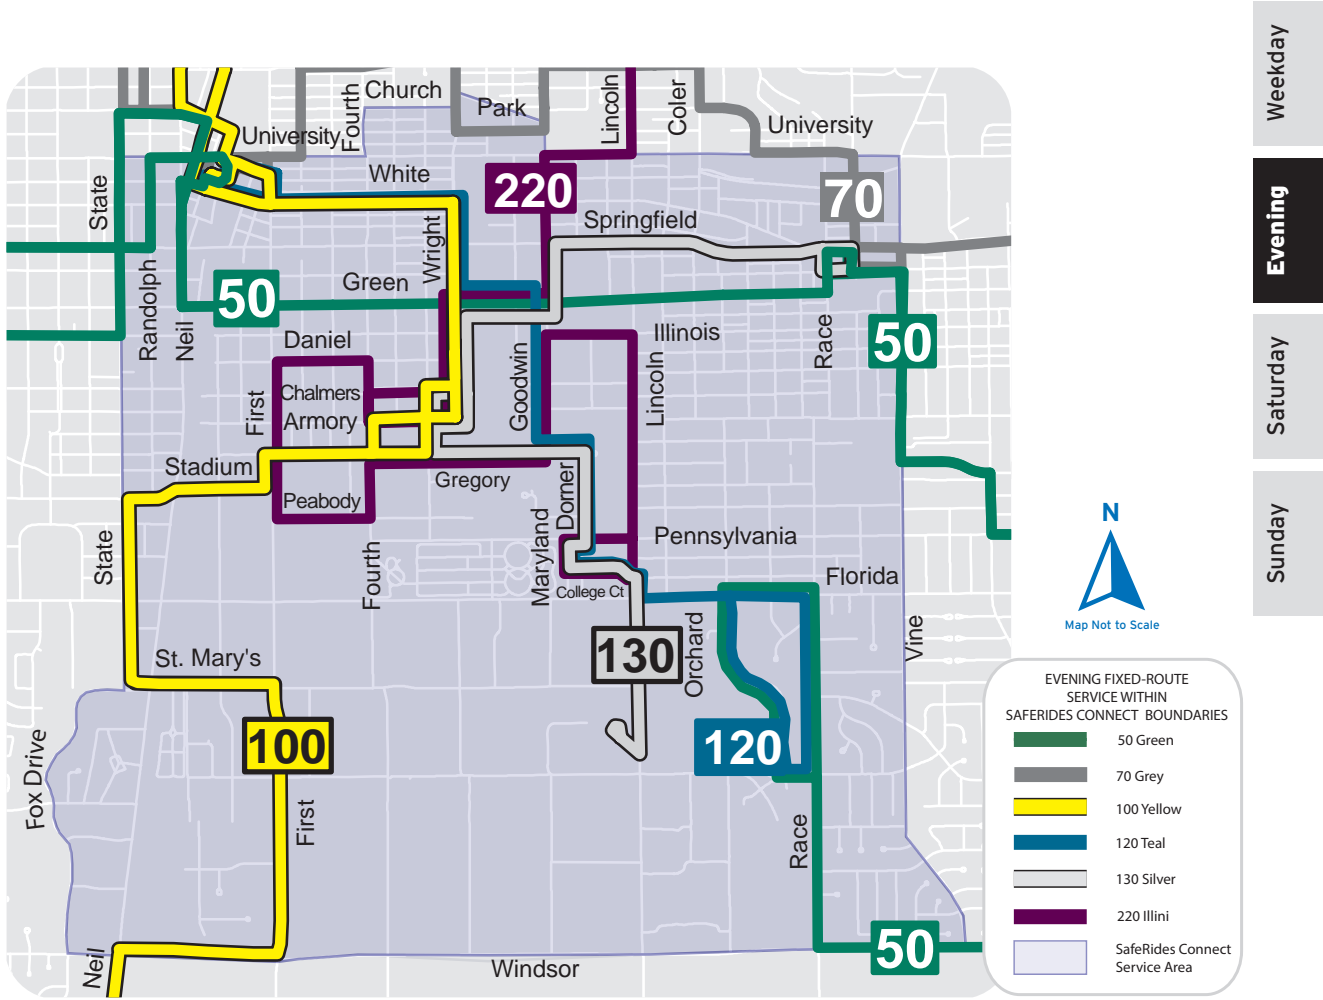 Weekday
Evening
Saturday
Sunday
Church
Park
Fourth
Lincoln
Coler
University
University
White
State
220
70
Springfield
Wright
Green
50
Randolph
Neil
Daniel
Illinois
Race
50
Goodwin
Lincoln
First
Chalmers
Armory
Stadium
Gregory
Peabody
Dorner
State
Fourth
Maryland
Pennsylvania
College Ct
Florida
N
Map Not to Scale
Vine
St. Mary's
130
Orchard
100
120
Fox Drive
First
Race
Neil
Windsor
50
EVENING FIXED-ROUTE
SERVICE WITHIN
SAFERIDES CONNECT BOUNDARIES
50 Green
70 Grey
100 Yellow
120 Teal
130 Silver
220 Illini
SafeRides Connect
Service Area